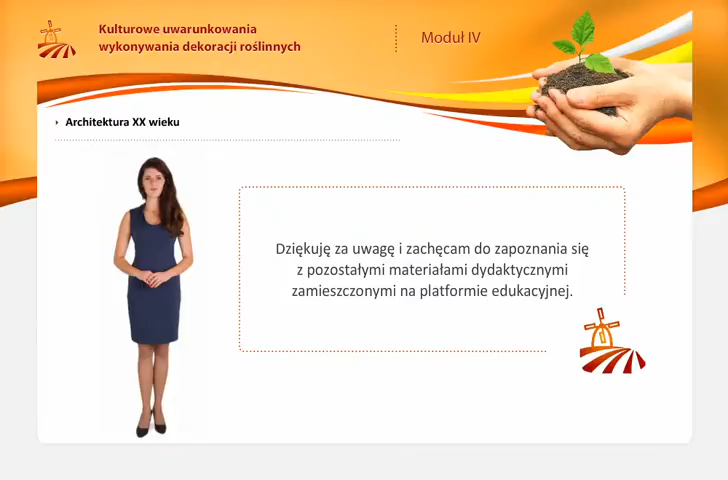 Kulturowe uwarunkowania
wykonywania dekoracji roślinnych
Moduł IV
Architektura XX wieku
Dziękuję za uwagę i zachęcam do zapoznania się
z pozostałymi materiałami dydaktycznymi
zamieszczonymi na platformie edukacyjnej.